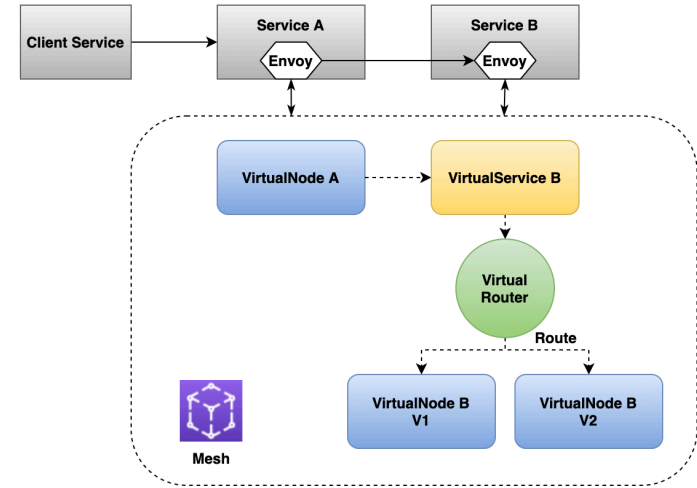 Client Service
Service A
Envoy
Service B
Envoy
VirtualNode A
VirtualService B
Virtual
Router
Route
VirtualNode B
V1
VirtualNode B
V2
Mesh